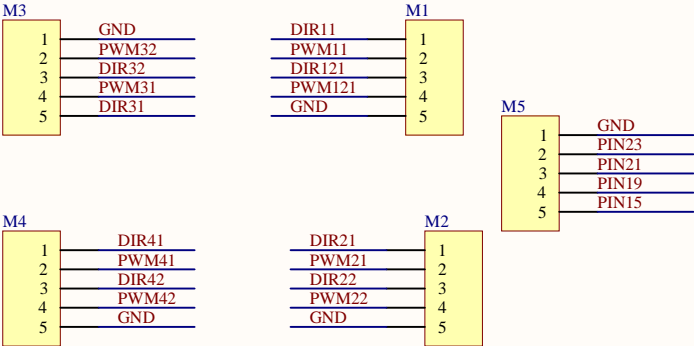 M3
1 GND
2 PWM32
3 DIR32
4 PWM31
5 DIR31
M1
DIR11 1
PWM11 2
DIR121 3
PWM121 4
GND 5
M5
1 GND
2 PIN23
3 PIN21
4 PIN19
5 PIN15
M4
1 DIR41
2 PWM41
3 DIR42
4 PWM42
5 GND
M2
DIR21 1
PWM21 2
DIR22 3
PWM22 4
GND 5